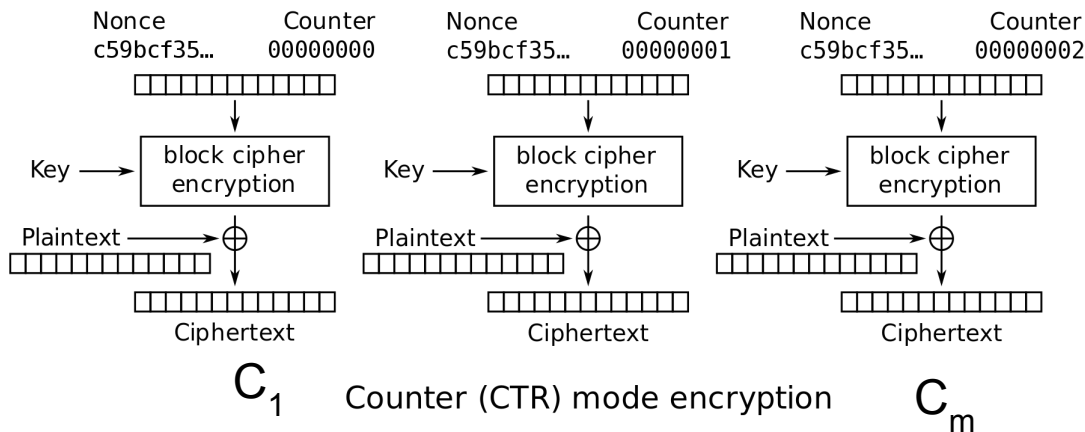 Nonce Counter Nonce Counter Nonce Counter
c59bcf35… 00000000 c59bcf35… 00000001 c59bcf35… 00000002
Key block cipher encryption Key block cipher encryption Key block cipher encryption
Plaintext Plaintext Plaintext
Ciphertext Ciphertext Ciphertext
C1 Counter (CTR) mode encryption Cm